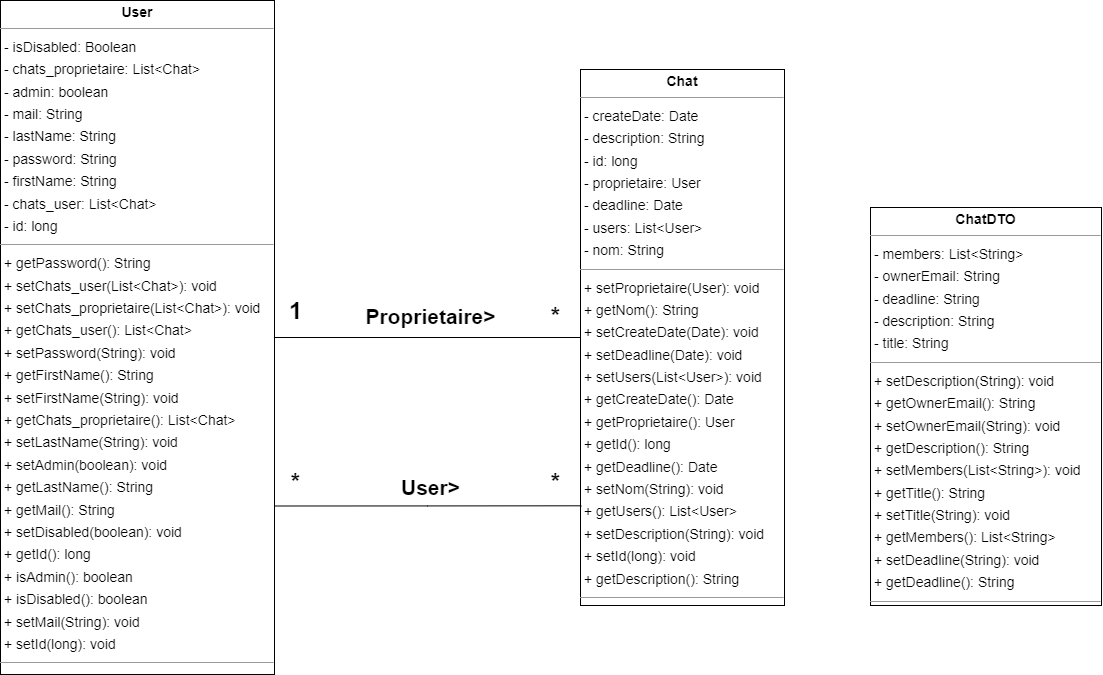 User
- isDisabled: Boolean
- chats_proprietaire: List<Chat>
- admin: boolean
- mail: String
- lastName: String
- password: String
- firstName: String
- chats_user: List<Chat>
- id: long
+ getPassword(): String
+ setChats_user(List<Chat>): void
+ setChats_proprietaire(List<Chat>): void
+ getChats_user(): List<Chat>
+ setPassword(String): void
+ getFirstName(): String
+ setFirstName(String): void
+ getChats_proprietaire(): List<Chat>
+ setLastName(String): void
+ setAdmin(boolean): void
+ getLastName(): String
+ getMail(): String
+ setDisabled(boolean): void
+ getId(): long
+ isAdmin(): boolean
+ isDisabled(): boolean
+ setMail(String): void
+ setId(long): void
1 Proprietaire> *
* User> *
Chat
- createDate: Date
- description: String
- id: long
- proprietaire: User
- deadline: Date
- users: List<User>
- nom: String
+ setProprietaire(User): void
+ getNom(): String
+ setCreateDate(Date): void
+ setDeadline(Date): void
+ setUsers(List<User>): void
+ getCreateDate(): Date
+ getProprietaire(): User
+ getId(): long
+ getDeadline(): Date
+ setNom(String): void
+ getUsers(): List<User>
+ setDescription(String): void
+ setId(long): void
+ getDescription(): String
ChatDTO
- members: List<String>
- ownerEmail: String
- deadline: String
- description: String
- title: String
+ setDescription(String): void
+ getOwnerEmail(): String
+ setOwnerEmail(String): void
+ getDescription(): String
+ setMembers(List<String>): void
+ getTitle(): String
+ setTitle(String): void
+ getMembers(): List<String>
+ setDeadline(String): void
+ getDeadline(): String